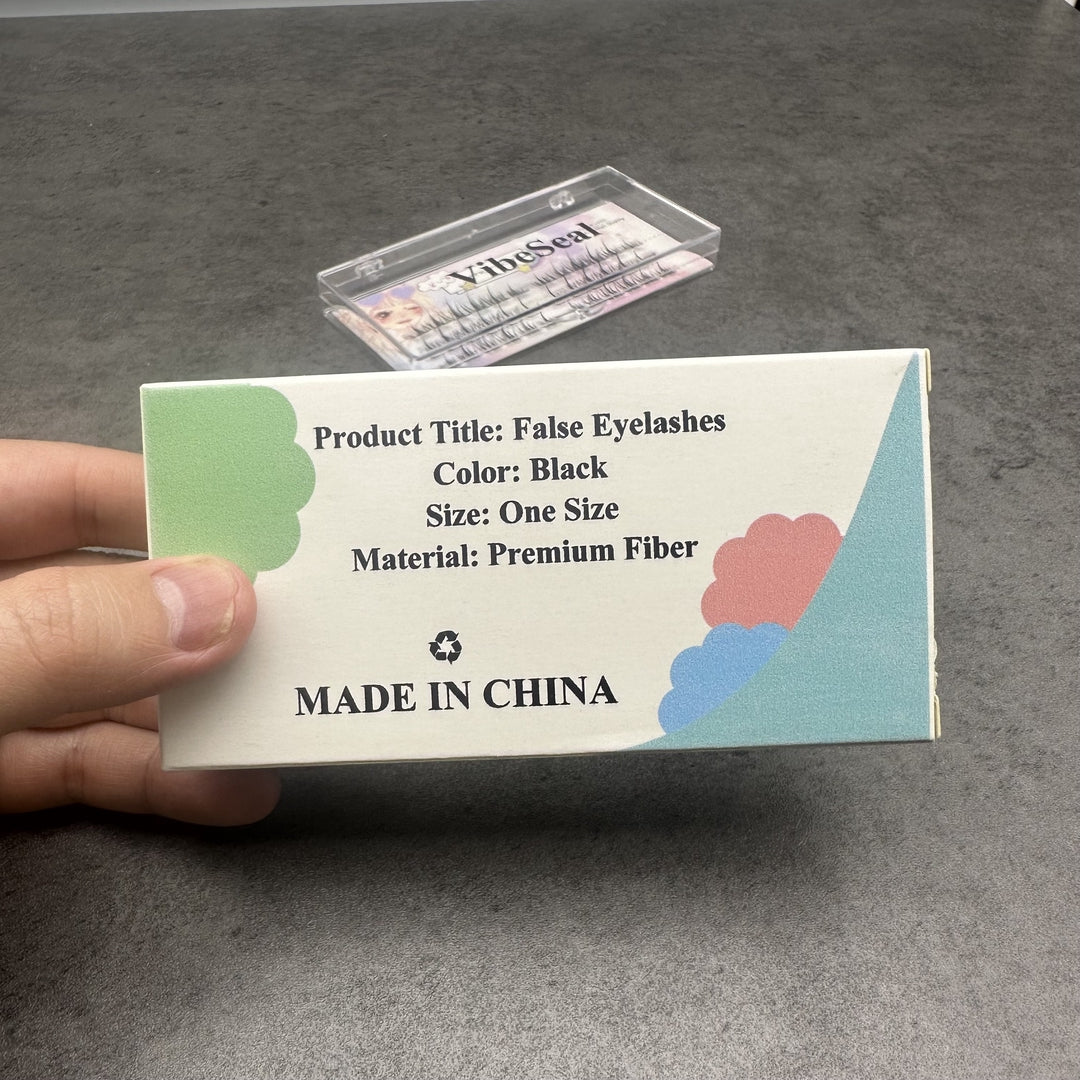 VibeSeal
Product Title: False Eyelashes
Color: Black
Size: One Size
Material: Premium Fiber
MADE IN CHINA